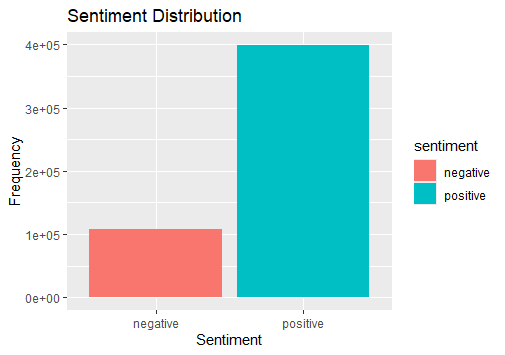 Sentiment Distribution
4e+05
3e+05
2e+05
1e+05
0e+00
Frequency
negative
positive
Sentiment
sentiment
negative
positive